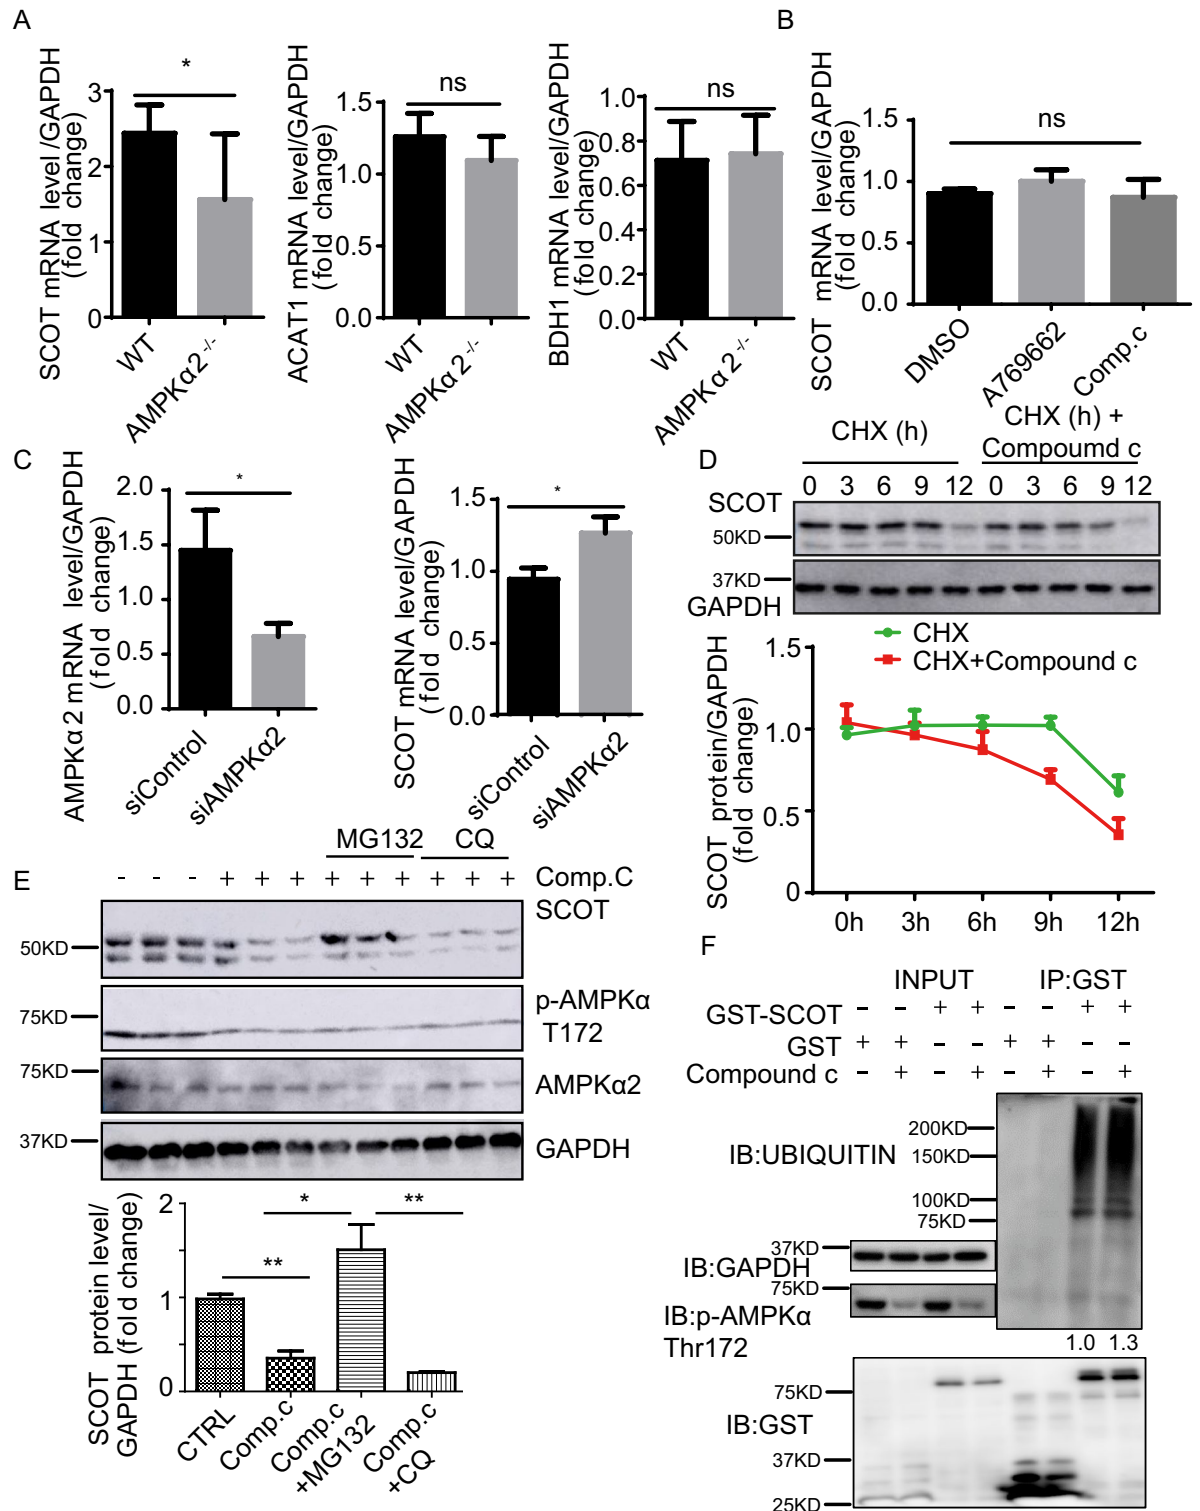 A
SCOT mRNA level/GAPDH
(fold change)
3
2
1
0
*
WT
AMPKα2-/-
ACAT1 mRNA level/GAPDH
(fold change)
1.5
1.0
0.5
0.0
ns
WT
AMPKα2-/-
BDH1 mRNA level/GAPDH
(fold change)
1.0
0.8
0.6
0.4
0.2
0.0
ns
WT
AMPKα2-/-
B
SCOT mRNA level/GAPDH
(fold change)
1.5
1.0
0.5
0.0
ns
DMSO
A769662
Comp.c
C
AMPKα2 mRNA level/GAPDH
(fold change)
2.0
1.5
1.0
0.5
0.0
*
siControl
siAMPKα2
SCOT mRNA level/GAPDH
(fold change)
1.5
1.0
0.5
0.0
*
siControl
siAMPKα2
D
CHX (h)
CHX (h) +
Compoumd c
0 3 6 9 12 0 3 6 9 12
SCOT
50KD
37KD
GAPDH
CHX
CHX+Compound c
SCOT protein/GAPDH
(fold change)
1.5
1.0
0.5
0
0h 3h 6h 9h 12h
E
MG132 CQ
- - - + + + + + + + + + Comp.C
SCOT
50KD
p-AMPKα
T172
75KD
75KD
AMPKα2
37KD
GAPDH
SCOT protein level/
GAPDH (fold change)
2
1
0
** * **
CTRL
Comp.c
Comp.c
+MG132
Comp.c
+CQ
F
INPUT IP:GST
GST-SCOT − − + + − − + +
GST + + − − + + − −
Compound c − + − + − + − +
200KD
IB:UBIQUITIN
150KD
100KD
75KD
37KD
IB:GAPDH
75KD
IB:p-AMPKα
Thr172
1.0 1.3
75KD
IB:GST
37KD
25KD